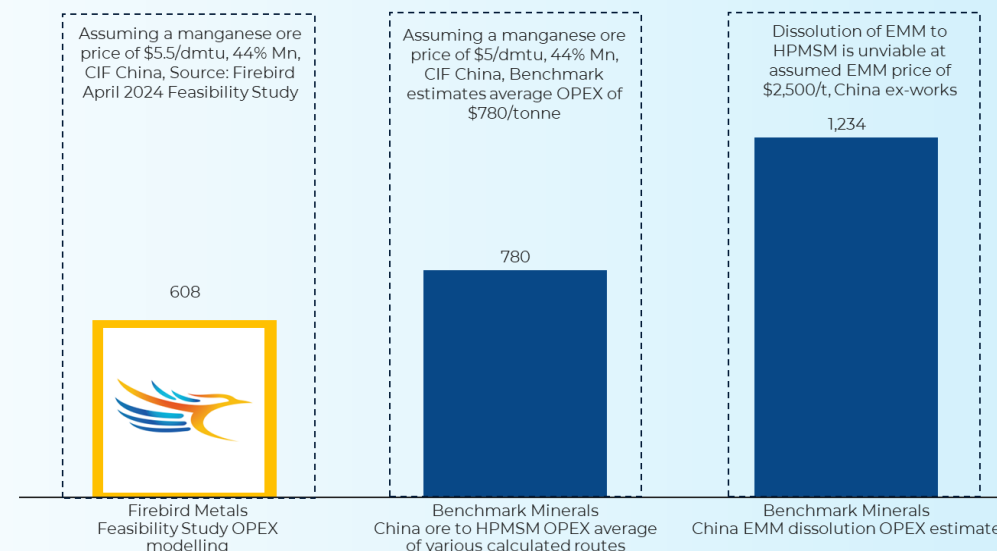 Assuming a manganese ore
price of $5.5/dmtu, 44% Mn,
CIF China, Source: Firebird
April 2024 Feasibility Study
608
Firebird Metals
Feasibility Study OPEX
modelling
Assuming a manganese ore
price of $5/dmtu, 44% Mn,
CIF China, Benchmark
estimates average OPEX of
$780/tonne
780
Benchmark Minerals
China ore to HPMSM OPEX average
of various calculated routes
Dissolution of EMM to
HPMSM is unviable at
assumed EMM price of
$2,500/t, China ex-works
1,234
Benchmark Minerals
China EMM dissolution OPEX estimate